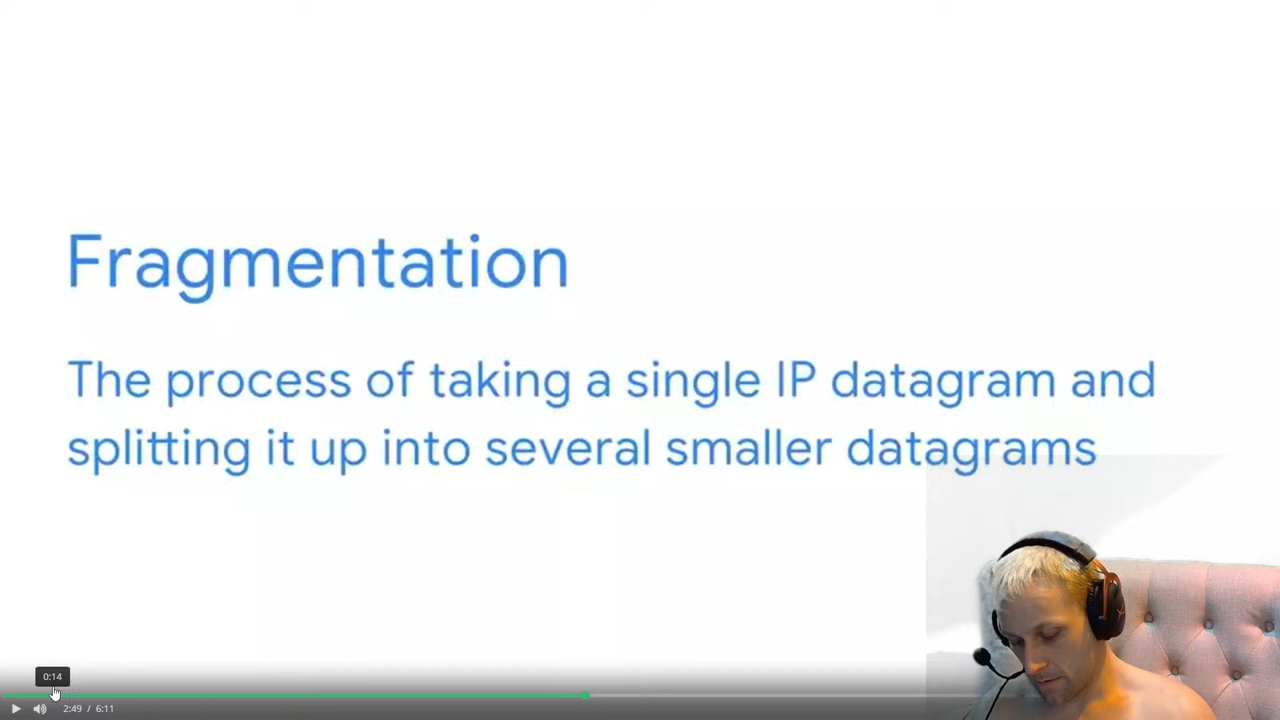 Fragmentation
The process of taking a single IP datagram and
splitting it up into several smaller datagrams
0:14
2:49 / 6:11